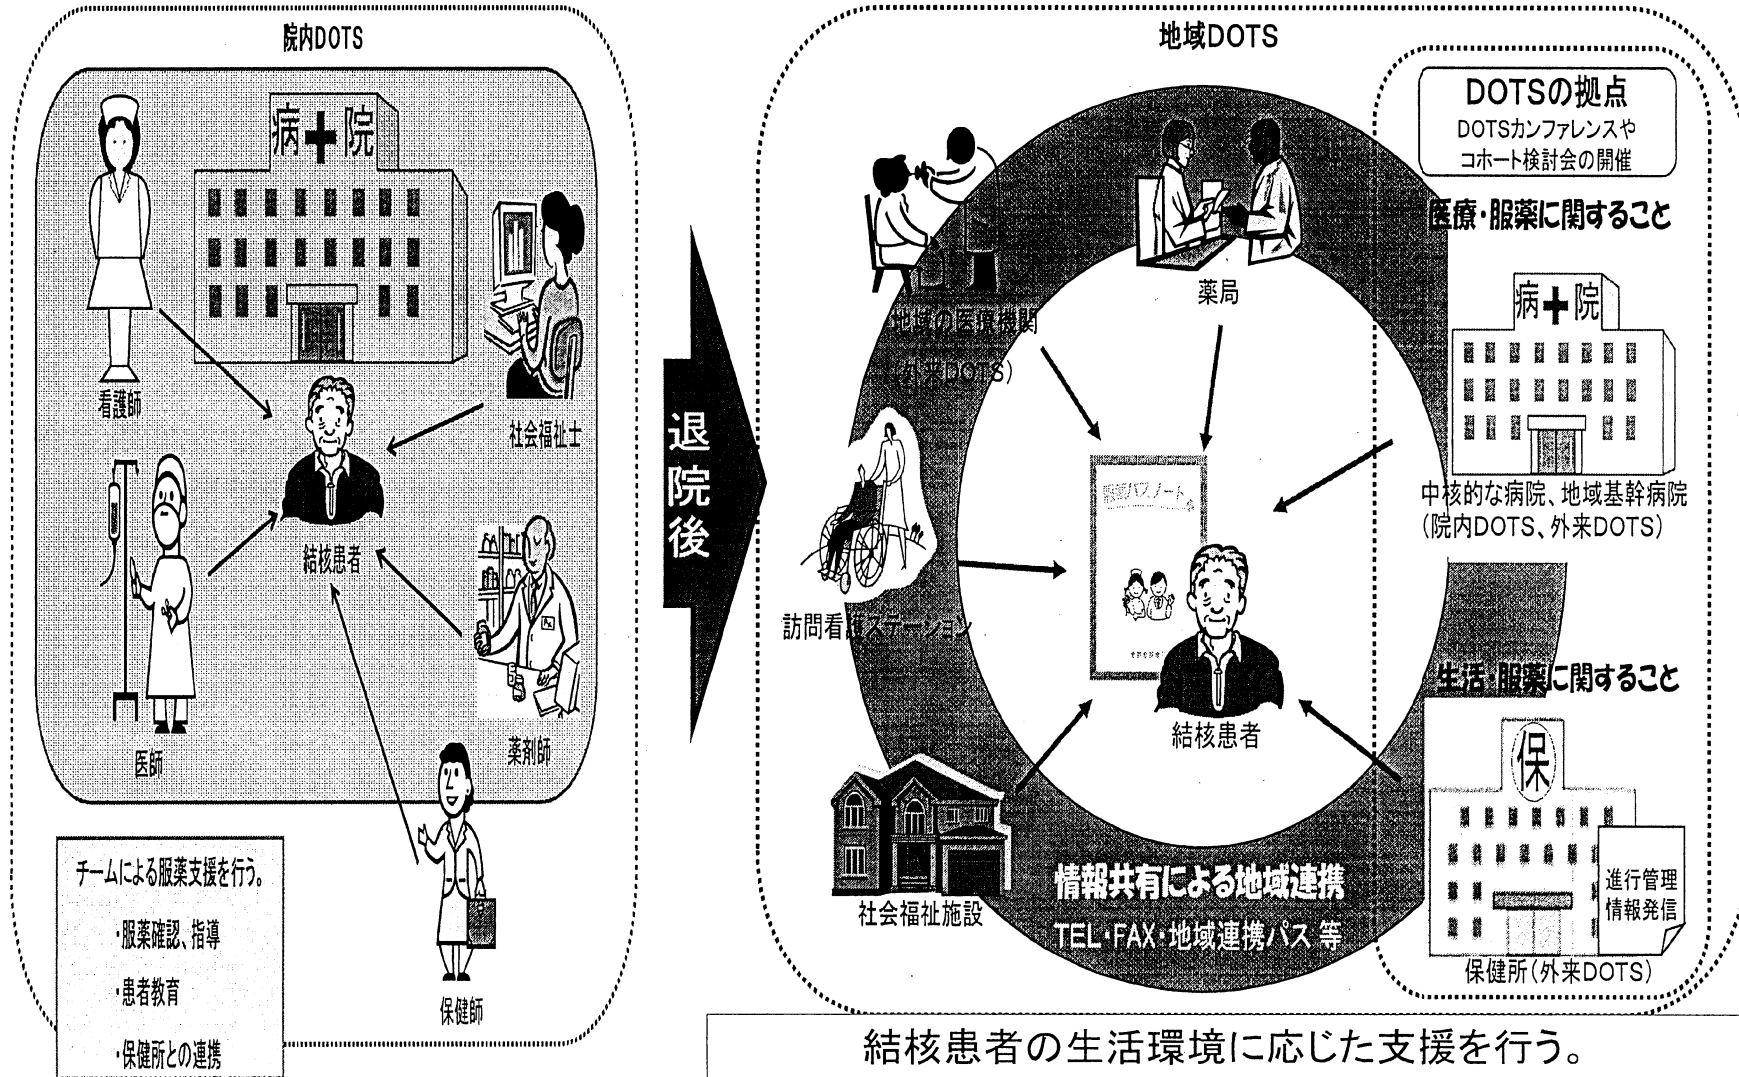 院内DOTS
病院
看護師
社会福祉士
結核患者
医師
薬剤師
保健師
チームによる服薬支援を行う。
・服薬確認、指導
・患者教育
・保健所との連携
退院後
地域DOTS
地域の医療機関
(外来DOTS)
薬局
訪問看護ステーション
社会福祉施設
服薬パスノート
結核患者
情報共有による地域連携
TEL・FAX・地域連携パス 等
DOTSの拠点
DOTSカンファレンスや
コホート検討会の開催
医療・服薬に関すること
病院
中核的な病院、地域基幹病院
(院内DOTS、外来DOTS)
生活・服薬に関すること
保
進行管理
情報発信
保健所(外来DOTS)
結核患者の生活環境に応じた支援を行う。